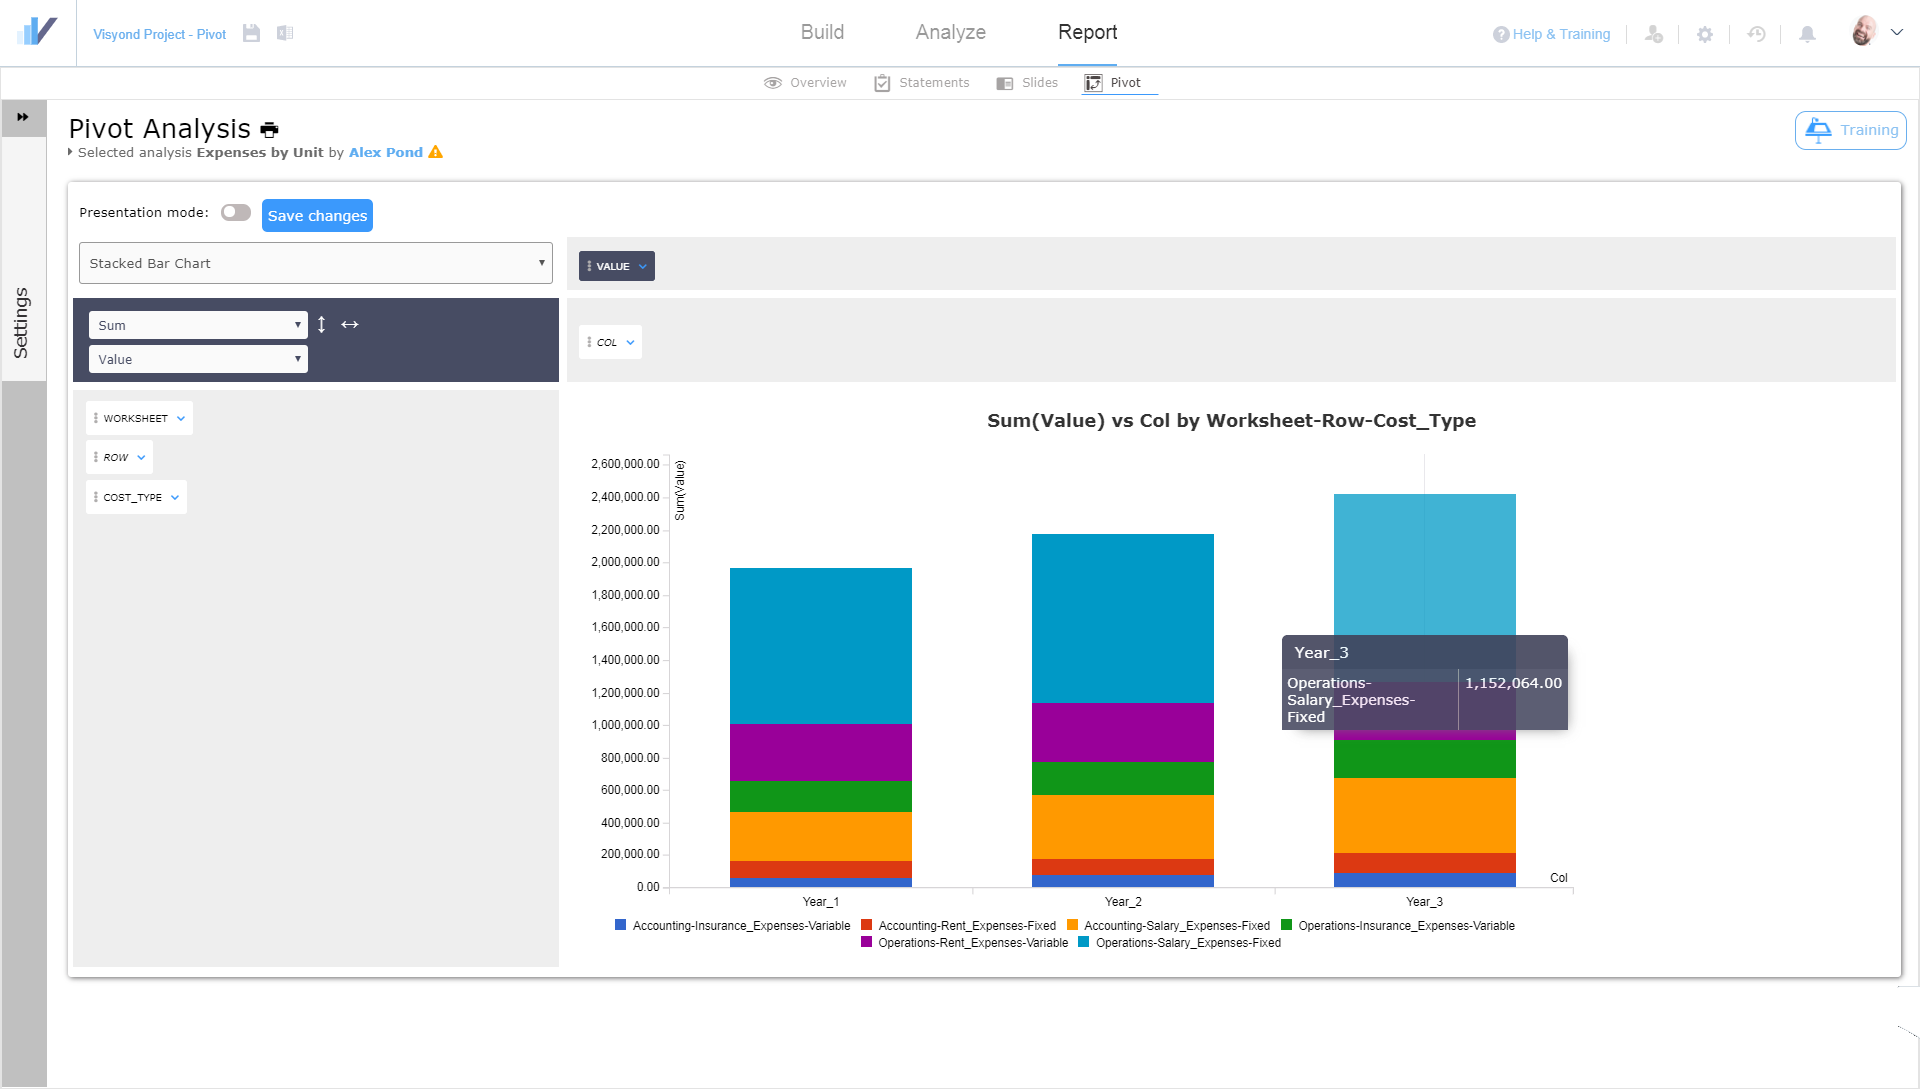 Visyond Project - Pivot
Build
Analyze
Report
Help & Training
Overview
Statements
Slides
Pivot
Settings
Pivot Analysis
Selected analysis Expenses by Unit by Alex Pond
Training
Presentation mode:
Save changes
Stacked Bar Chart
VALUE
Sum
Value
COL
WORKSHEET
ROW
COST_TYPE
Sum(Value) vs Col by Worksheet-Row-Cost_Type
Sum(Value)
2,600,000.00
2,400,000.00
2,200,000.00
2,000,000.00
1,800,000.00
1,600,000.00
1,400,000.00
1,200,000.00
1,000,000.00
800,000.00
600,000.00
400,000.00
200,000.00
0.00
Year_3
Operations-
Salary_Expenses-
Fixed
1,152,064.00
Col
Year_1
Year_2
Year_3
Accounting-Insurance_Expenses-Variable
Accounting-Rent_Expenses-Fixed
Accounting-Salary_Expenses-Fixed
Operations-Insurance_Expenses-Variable
Operations-Rent_Expenses-Variable
Operations-Salary_Expenses-Fixed